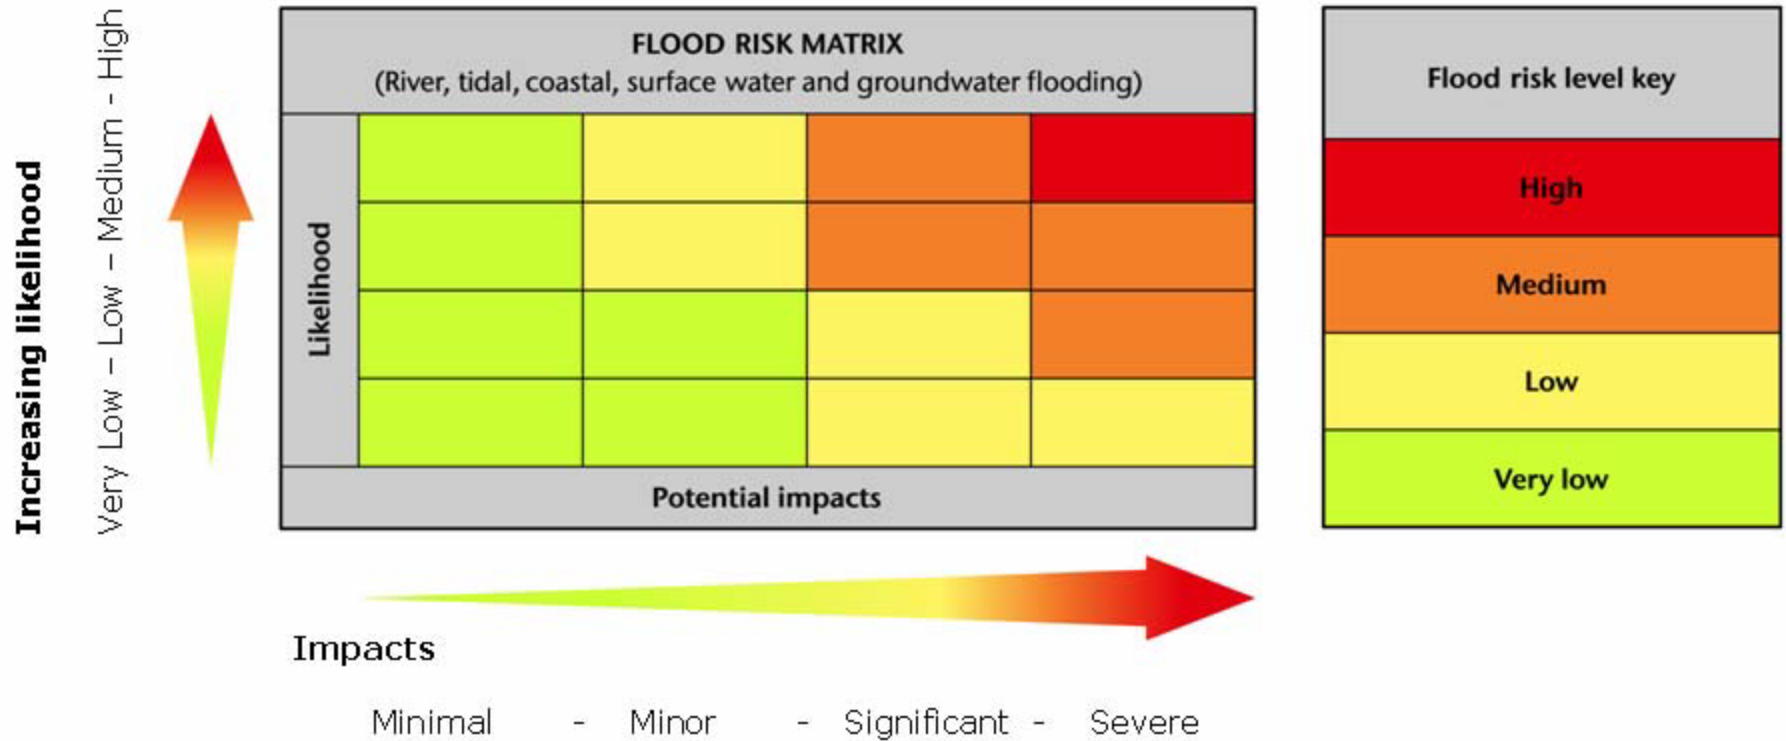 Increasing likelihood
Very Low – Low – Medium - High
FLOOD RISK MATRIX
(River, tidal, coastal, surface water and groundwater flooding)
Likelihood
Potential impacts
Impacts
Minimal - Minor - Significant - Severe
Flood risk level key
High
Medium
Low
Very low